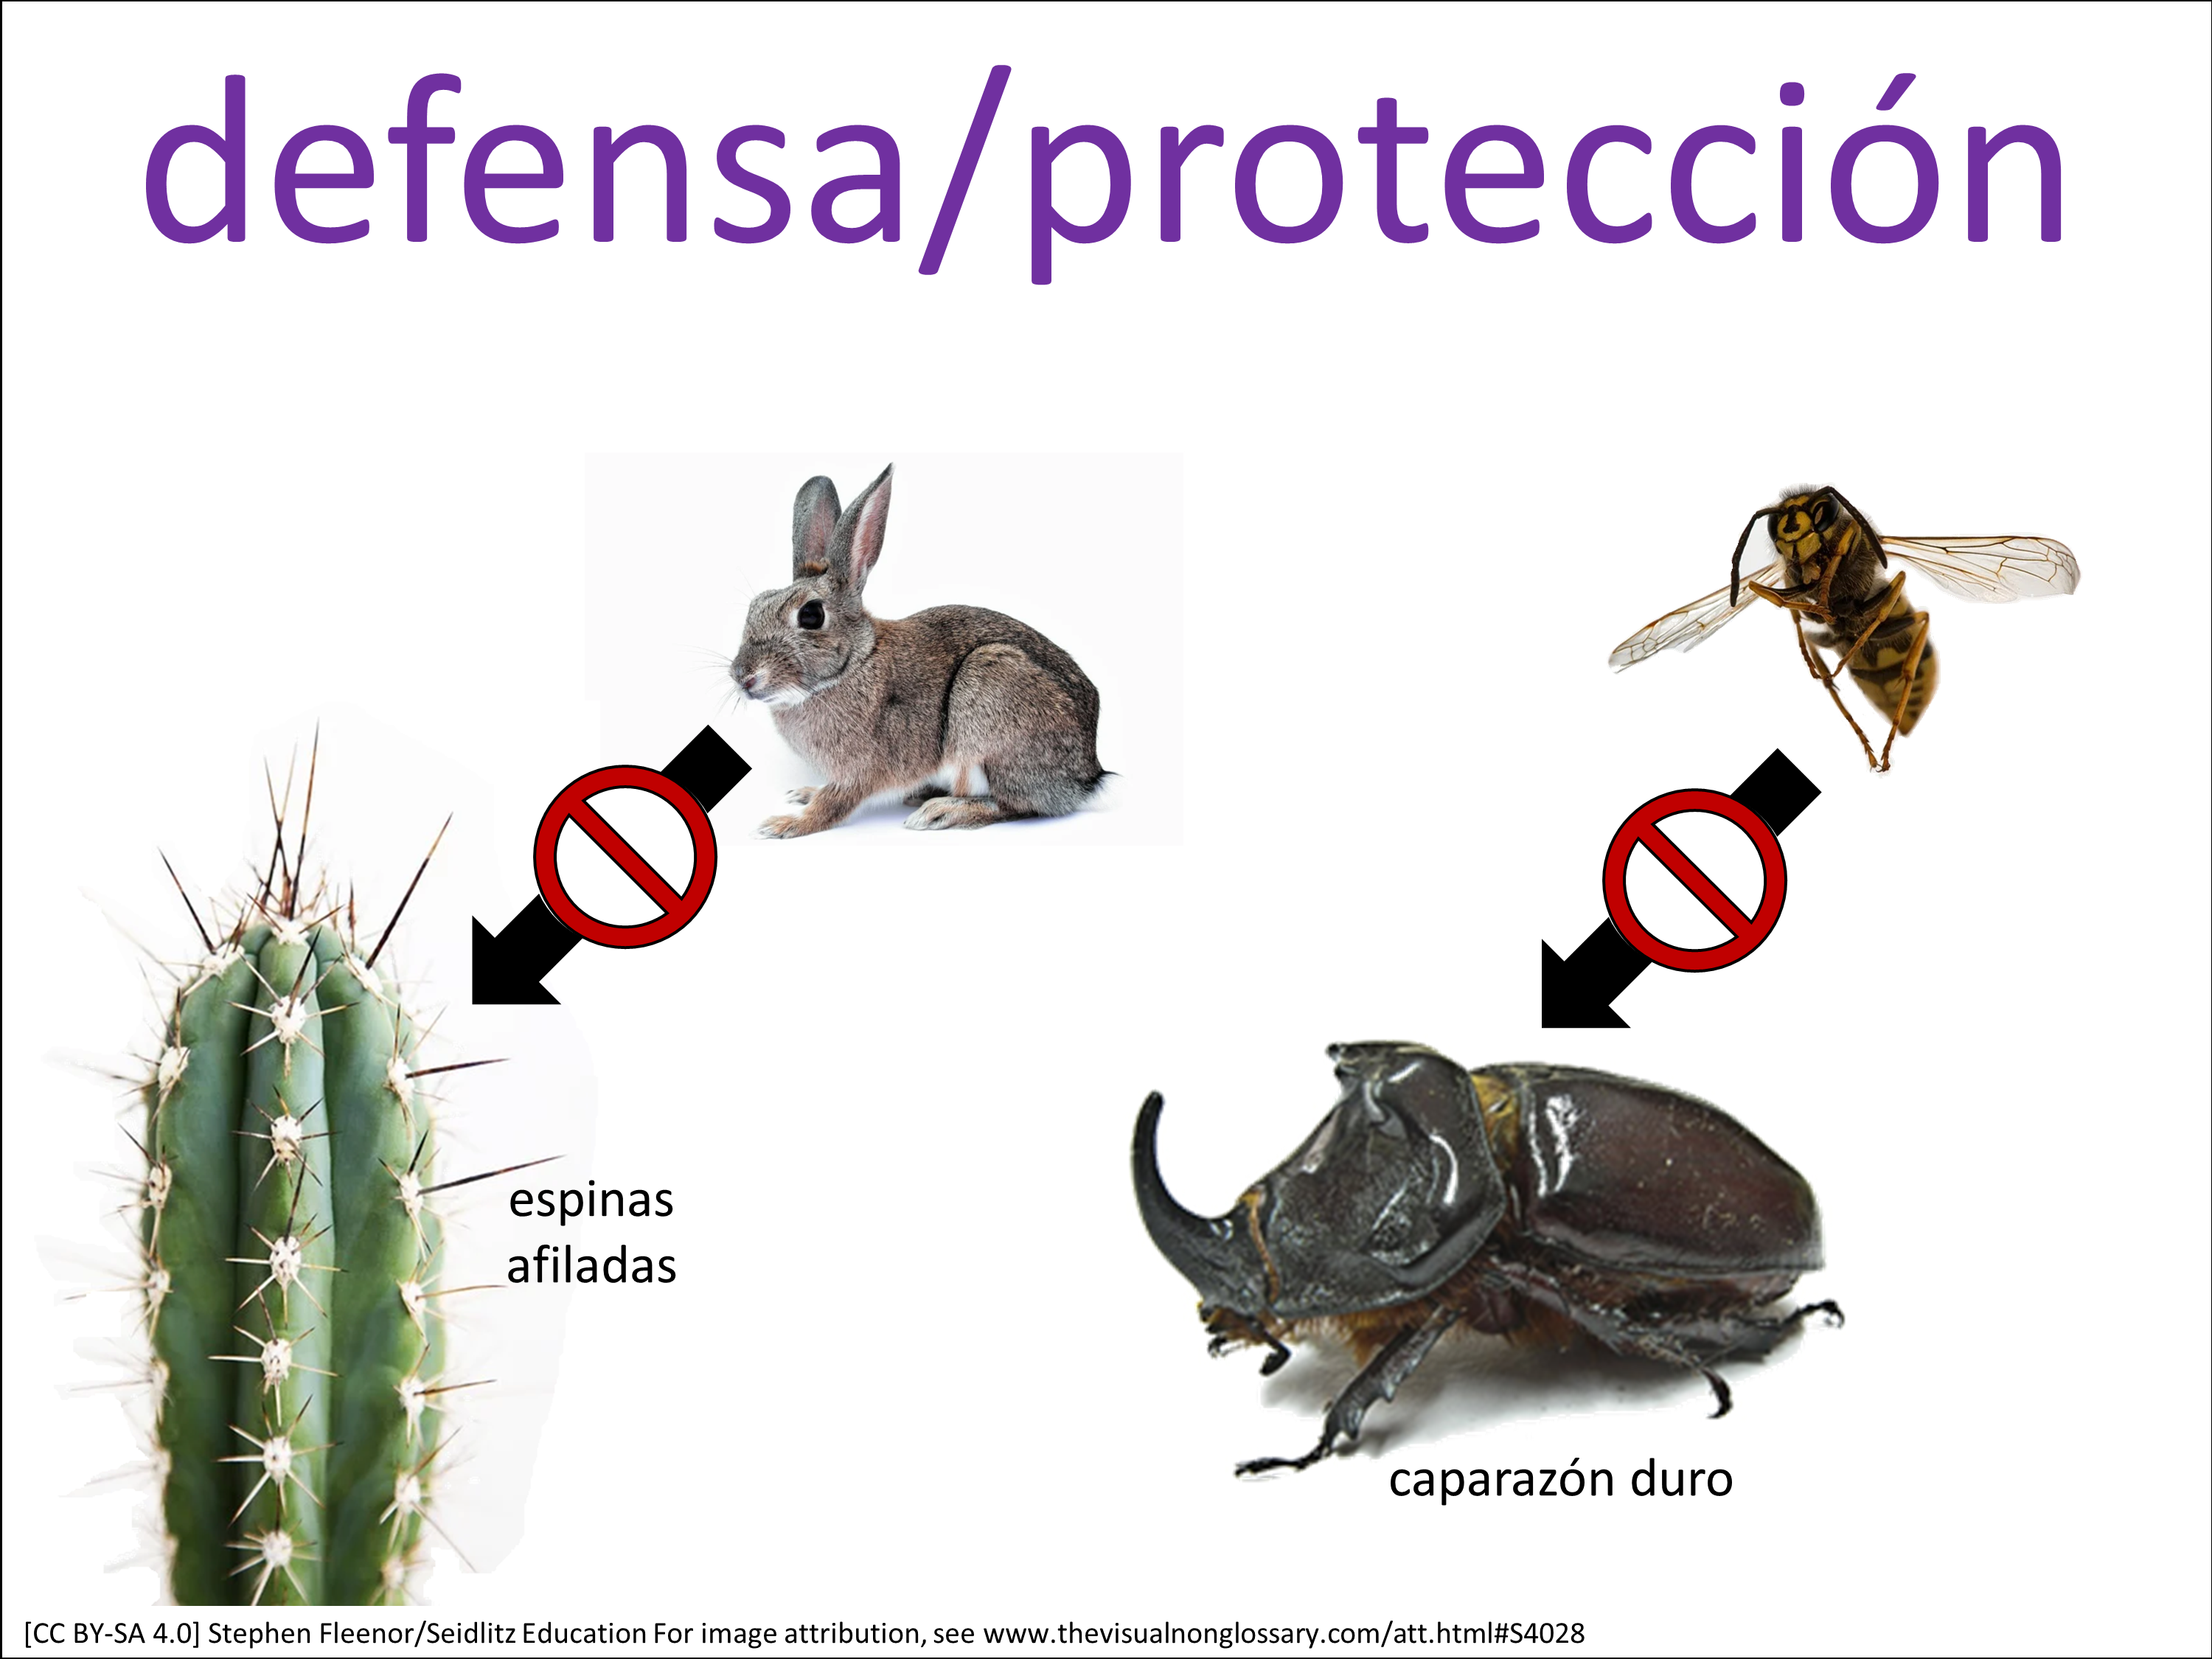 defensa/protección
espinas
afiladas
caparazón duro
[CC BY-SA 4.0] Stephen Fleenor/Seidlitz Education For image attribution, see www.thevisualnonglossary.com/att.html#S4028